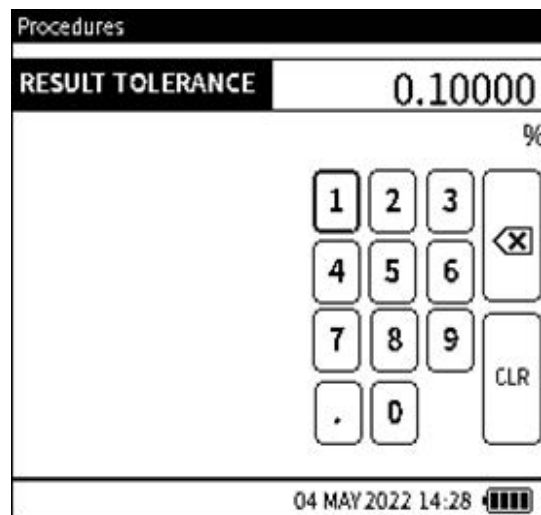 Procedures
RESULT TOLERANCE 0.10000
%
1 2 3
4 5 6
7 8 9
CLR
. 0
04 MAY 2022 14:28